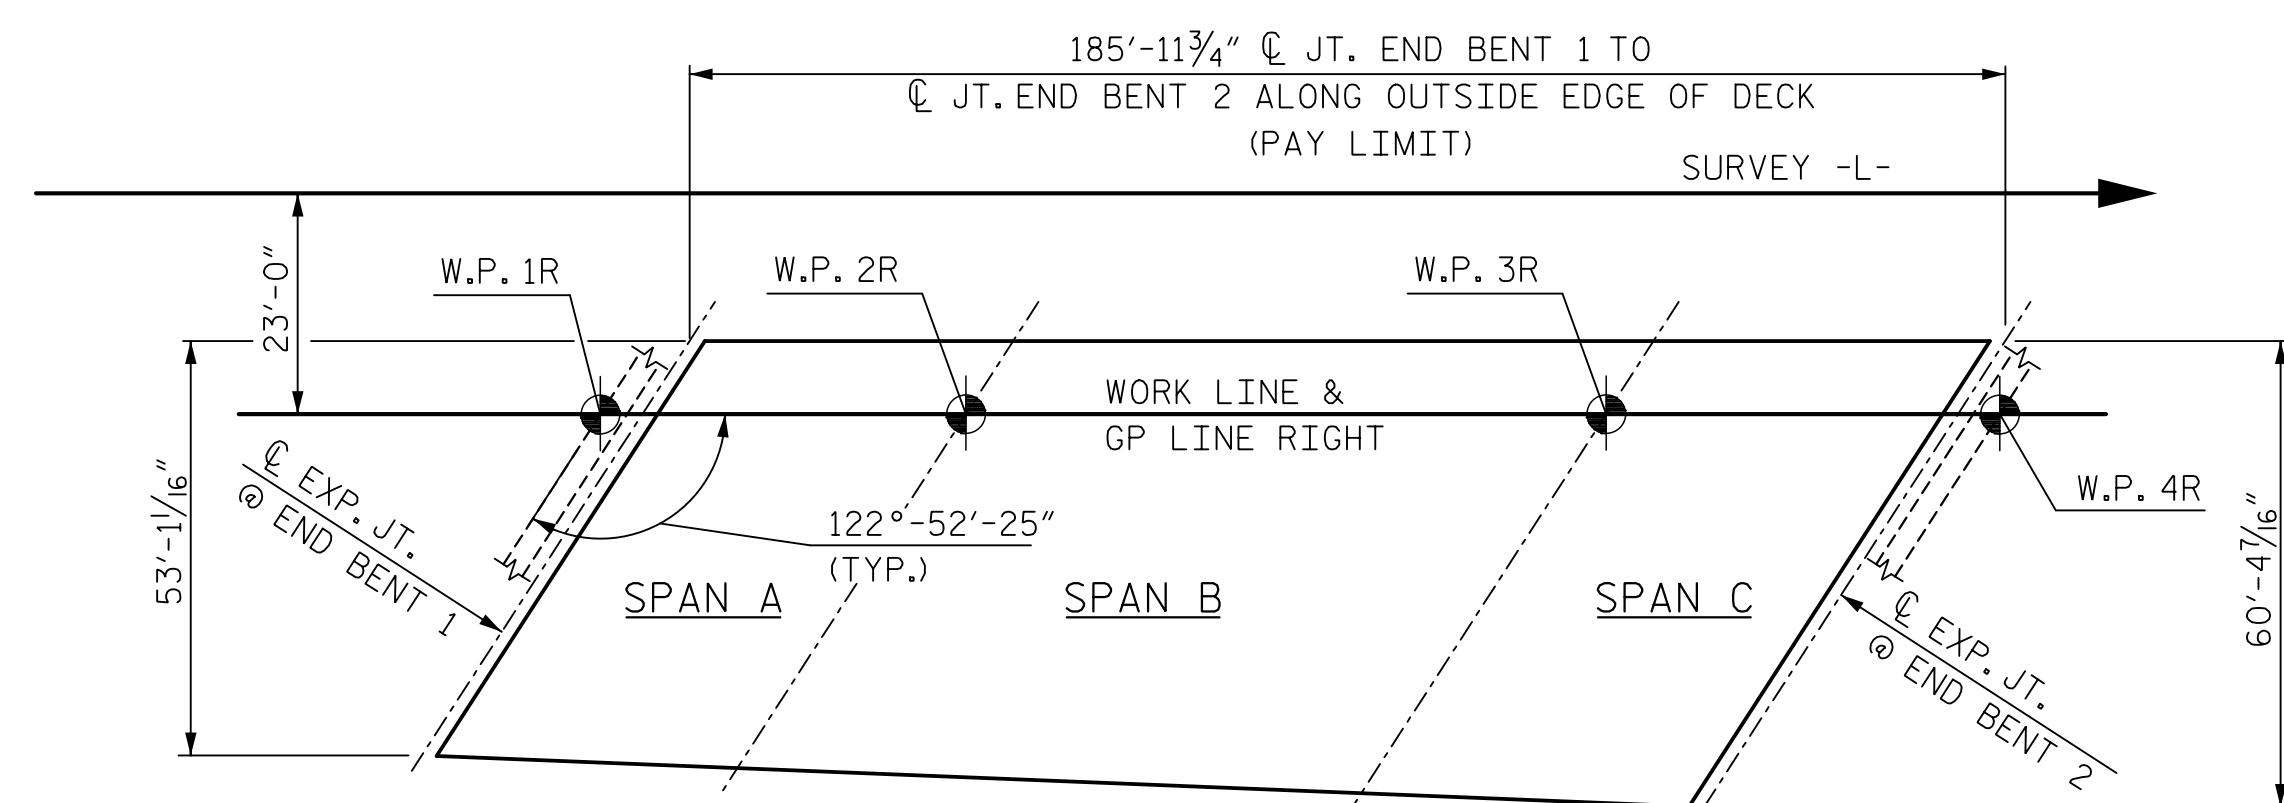 185′-11 3/4″ ℄ JT. END BENT 1 TO
℄ JT. END BENT 2 ALONG OUTSIDE EDGE OF DECK
(PAY LIMIT)
SURVEY -L-
23′-0″
W.P. 1R
W.P. 2R
W.P. 3R
WORK LINE &
GP LINE RIGHT
W.P. 4R
53′-1 1/16″
℄ EXP. JT.
@ END BENT 1
122°-52′-25″
(TYP.)
SPAN A
SPAN B
SPAN C
℄ EXP. JT.
@ END BENT 2
60′-4 7/16″